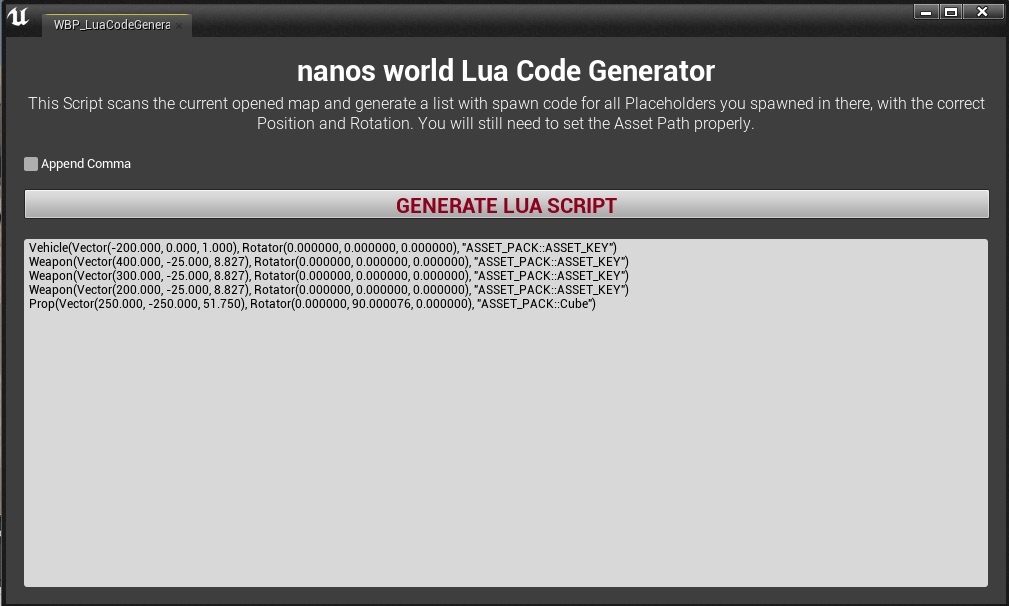 WBP_LuaCodeGenera
nanos world Lua Code Generator
This Script scans the current opened map and generate a list with spawn code for all Placeholders you spawned in there, with the correct
Position and Rotation. You will still need to set the Asset Path properly.
Append Comma
GENERATE LUA SCRIPT
Vehicle(Vector(-200.000, 0.000, 1.000), Rotator(0.000000, 0.000000, 0.000000), "ASSET_PACK::ASSET_KEY")
Weapon(Vector(400.000, -25.000, 8.827), Rotator(0.000000, 0.000000, 0.000000), "ASSET_PACK::ASSET_KEY")
Weapon(Vector(300.000, -25.000, 8.827), Rotator(0.000000, 0.000000, 0.000000), "ASSET_PACK::ASSET_KEY")
Weapon(Vector(200.000, -25.000, 8.827), Rotator(0.000000, 0.000000, 0.000000), "ASSET_PACK::ASSET_KEY")
Prop(Vector(250.000, -250.000, 51.750), Rotator(0.000000, 90.000076, 0.000000), "ASSET_PACK::Cube")